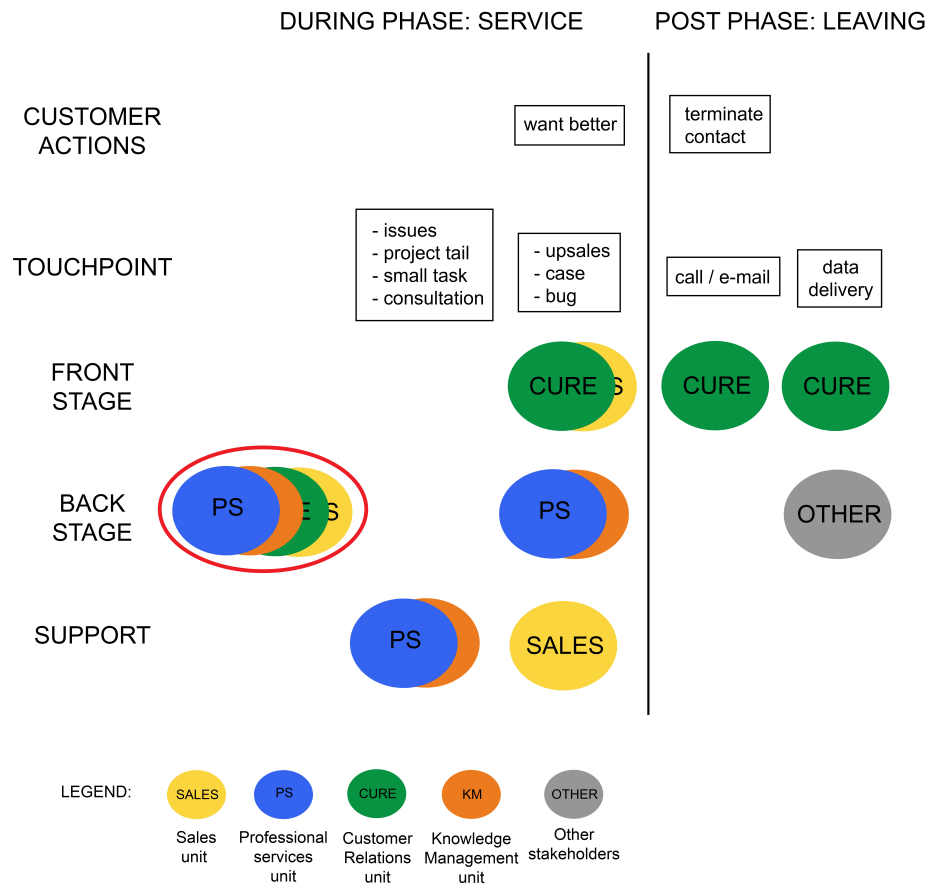 DURING PHASE: SERVICE
POST PHASE: LEAVING
CUSTOMER
ACTIONS
want better
terminate
contact
TOUCHPOINT
- issues
- project tail
- small task
- consultation
- upsales
- case
- bug
call / e-mail
data
delivery
FRONT
STAGE
CURE
S
CURE
CURE
BACK
STAGE
PS
E
S
PS
OTHER
SUPPORT
PS
SALES
LEGEND:
SALES
PS
CURE
KM
OTHER
Sales
unit
Professional
services
unit
Customer
Relations
unit
Knowledge
Management
unit
Other
stakeholders